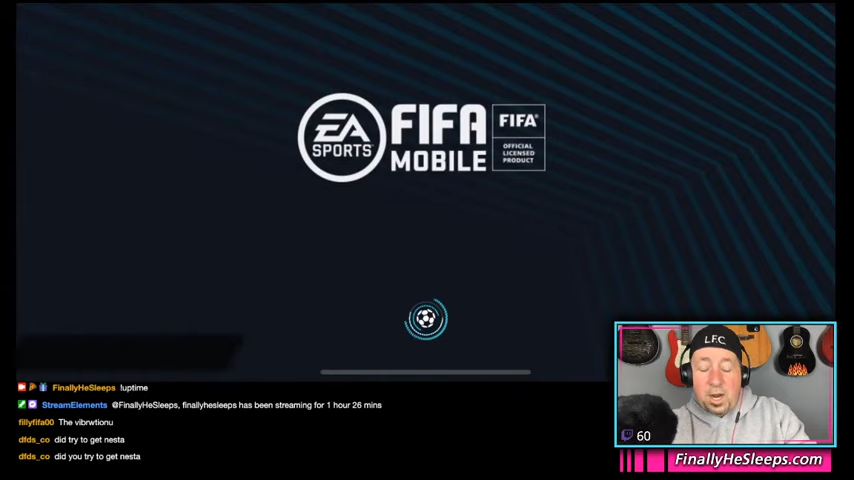 EA
SPORTS
FIFA
MOBILE
FIFA®
OFFICIAL
LICENSED
PRODUCT
FinallyHeSleeps !uptime
StreamElements @FinallyHeSleeps, finallyhesleeps has been streaming for 1 hour 26 mins
fillyfifa00 The vibrwtionu
dfds_co did try to get nesta
dfds_co did you try to get nesta
L.F.C
60
FinallyHeSleeps.com